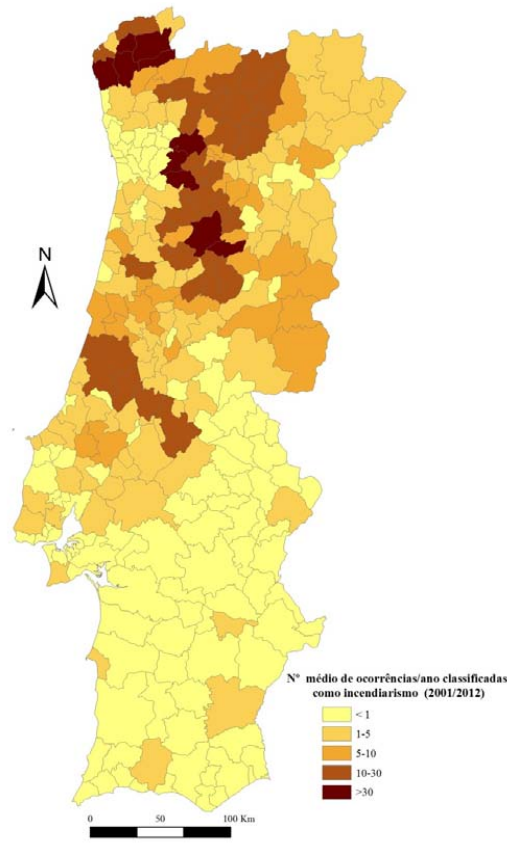 N
Nº médio de ocorrências/ano classificadas
como incendiarismo (2001/2012)
< 1
1-5
5-10
10-30
>30
0 50 100 Km